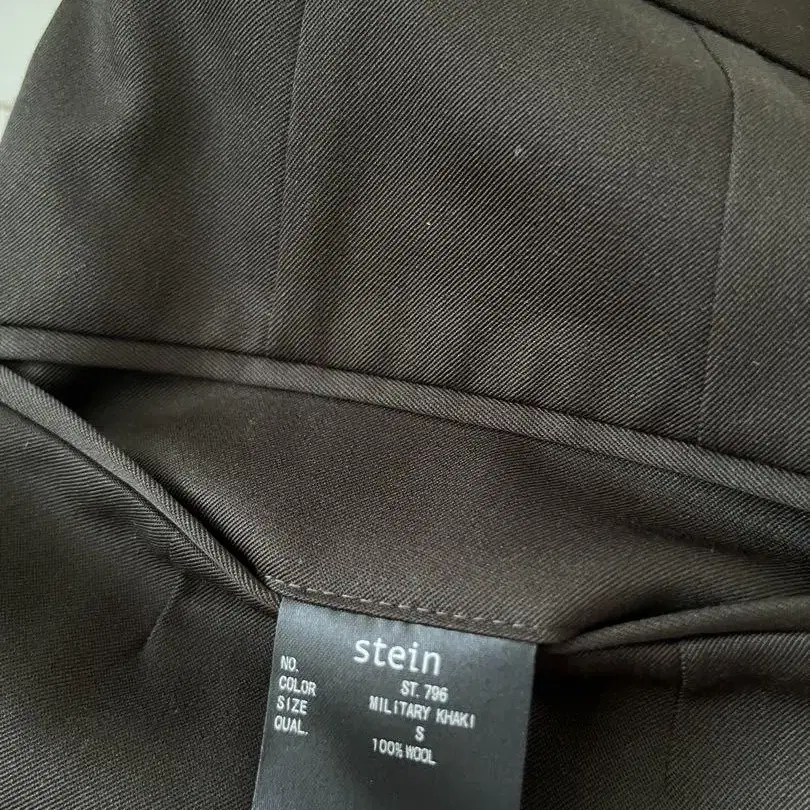 stein
NO. ST. 796
COLOR MILITARY KHAKI
SIZE S
QUAL. 100% WOOL